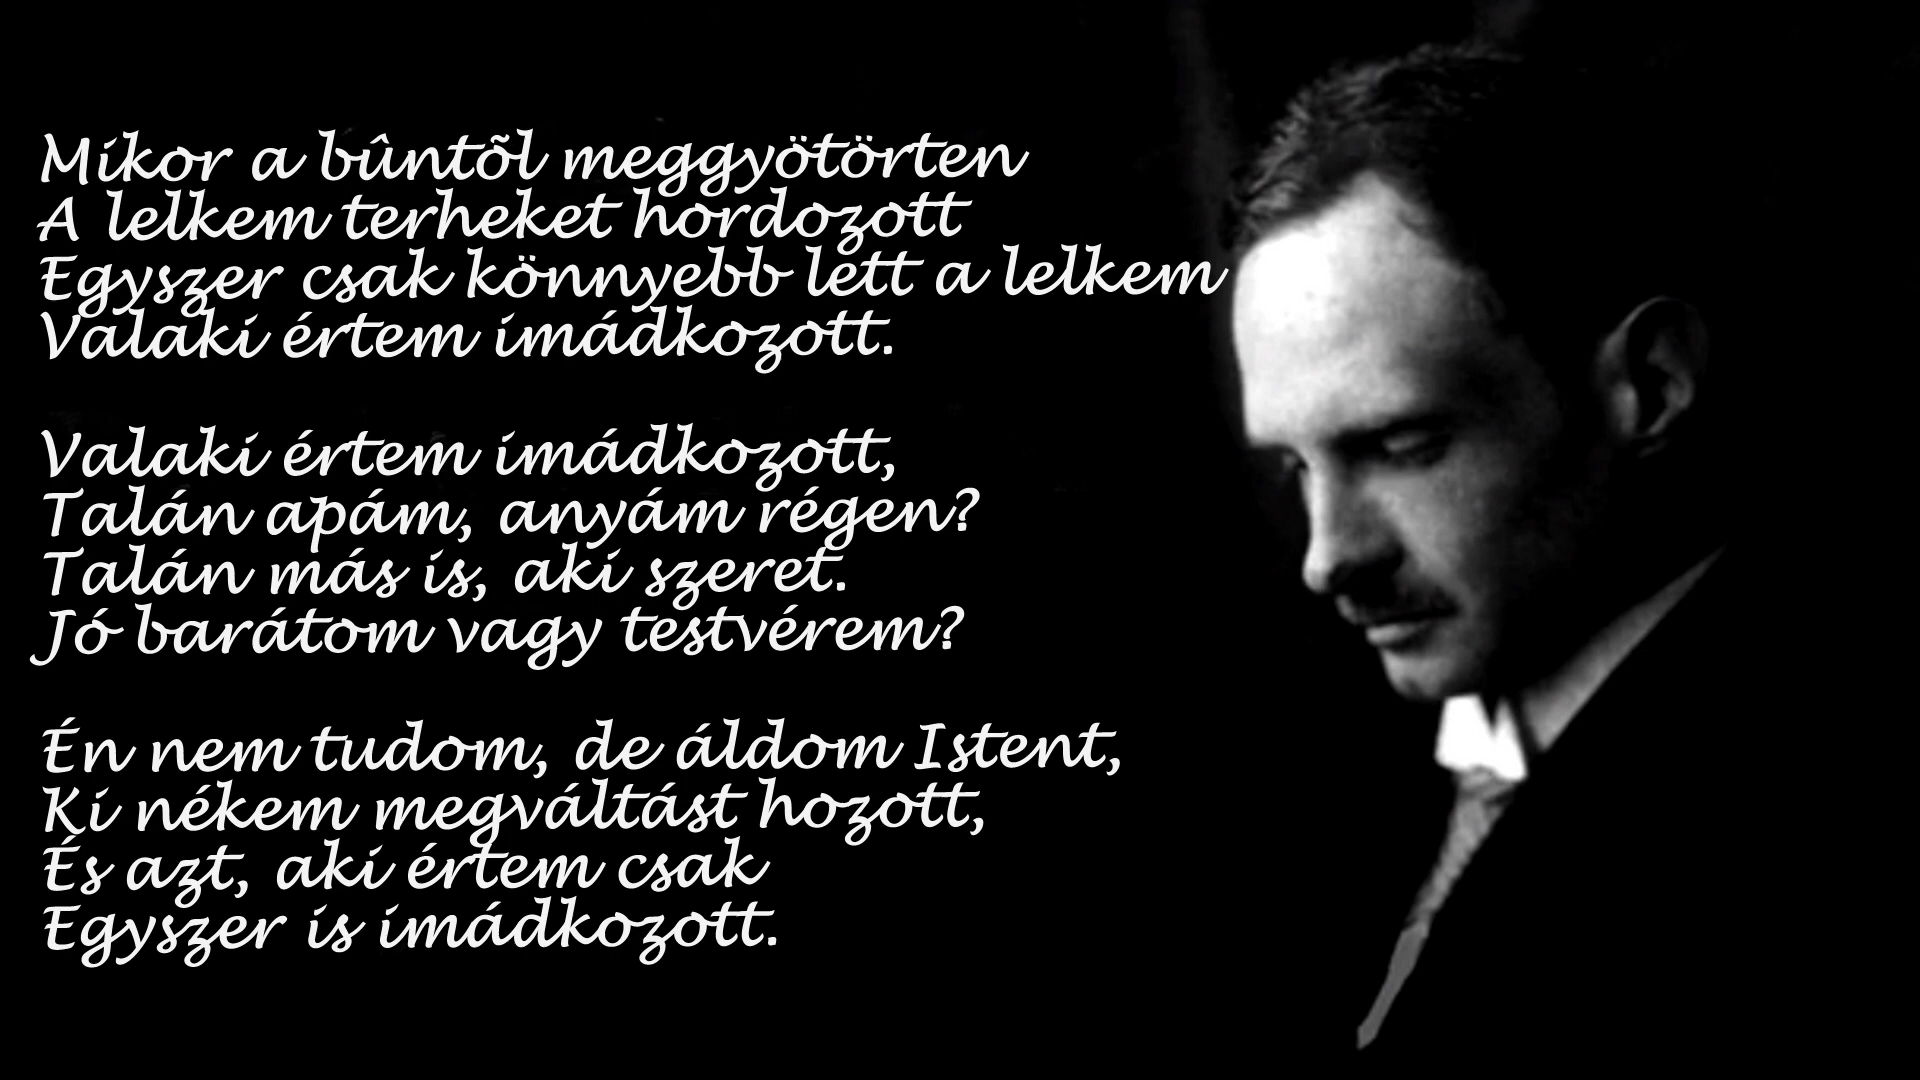 Mikor a bûntõl meggyötörten
A lelkem terheket hordozott
Egyszer csak könnyebb lett a lelkem
Valaki értem imádkozott.
Valaki értem imádkozott,
Talán apám, anyám régen?
Talán más is, aki szeret.
Jó barátom vagy testvérem?
Én nem tudom, de áldom Istent,
Ki nékem megváltást hozott,
És azt, aki értem csak
Egyszer is imádkozott.